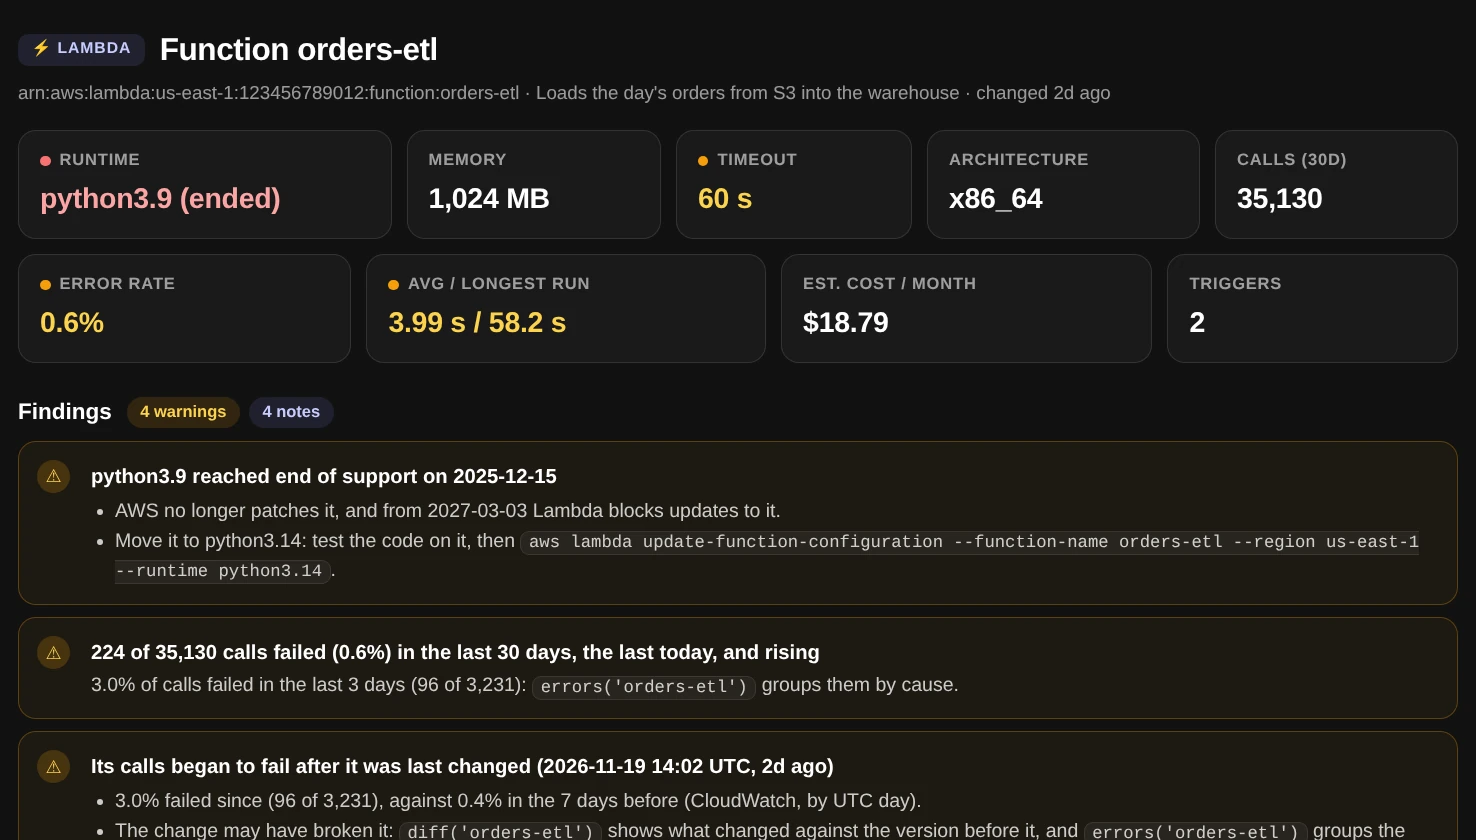 ⚡ LAMBDA Function orders-etl
arn:aws:lambda:us-east-1:123456789012:function:orders-etl · Loads the day's orders from S3 into the warehouse · changed 2d ago
RUNTIME
python3.9 (ended)
MEMORY
1,024 MB
TIMEOUT
60 s
ARCHITECTURE
x86_64
CALLS (30D)
35,130
ERROR RATE
0.6%
AVG / LONGEST RUN
3.99 s / 58.2 s
EST. COST / MONTH
$18.79
TRIGGERS
2
Findings 4 warnings 4 notes
⚠ python3.9 reached end of support on 2025-12-15
• AWS no longer patches it, and from 2027-03-03 Lambda blocks updates to it.
• Move it to python3.14: test the code on it, then aws lambda update-function-configuration --function-name orders-etl --region us-east-1
--runtime python3.14.
⚠ 224 of 35,130 calls failed (0.6%) in the last 30 days, the last today, and rising
3.0% of calls failed in the last 3 days (96 of 3,231): errors('orders-etl') groups them by cause.
⚠ Its calls began to fail after it was last changed (2026-11-19 14:02 UTC, 2d ago)
• 3.0% failed since (96 of 3,231), against 0.4% in the 7 days before (CloudWatch, by UTC day).
• The change may have broken it: diff('orders-etl') shows what changed against the version before it, and errors('orders-etl') groups the